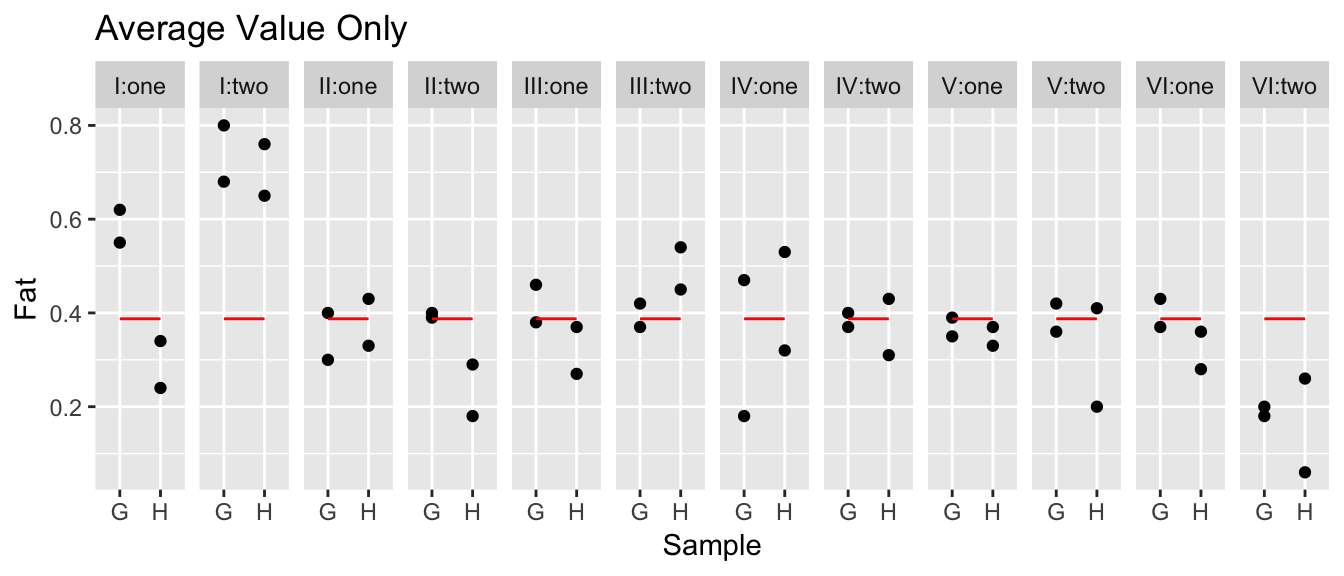 Average Value Only
I:one I:two II:one II:two III:one III:two IV:one IV:two V:one V:two VI:one VI:two
0.8
0.6
0.4
0.2
Fat
G H G H G H G H G H G H G H G H G H G H G H G H
Sample